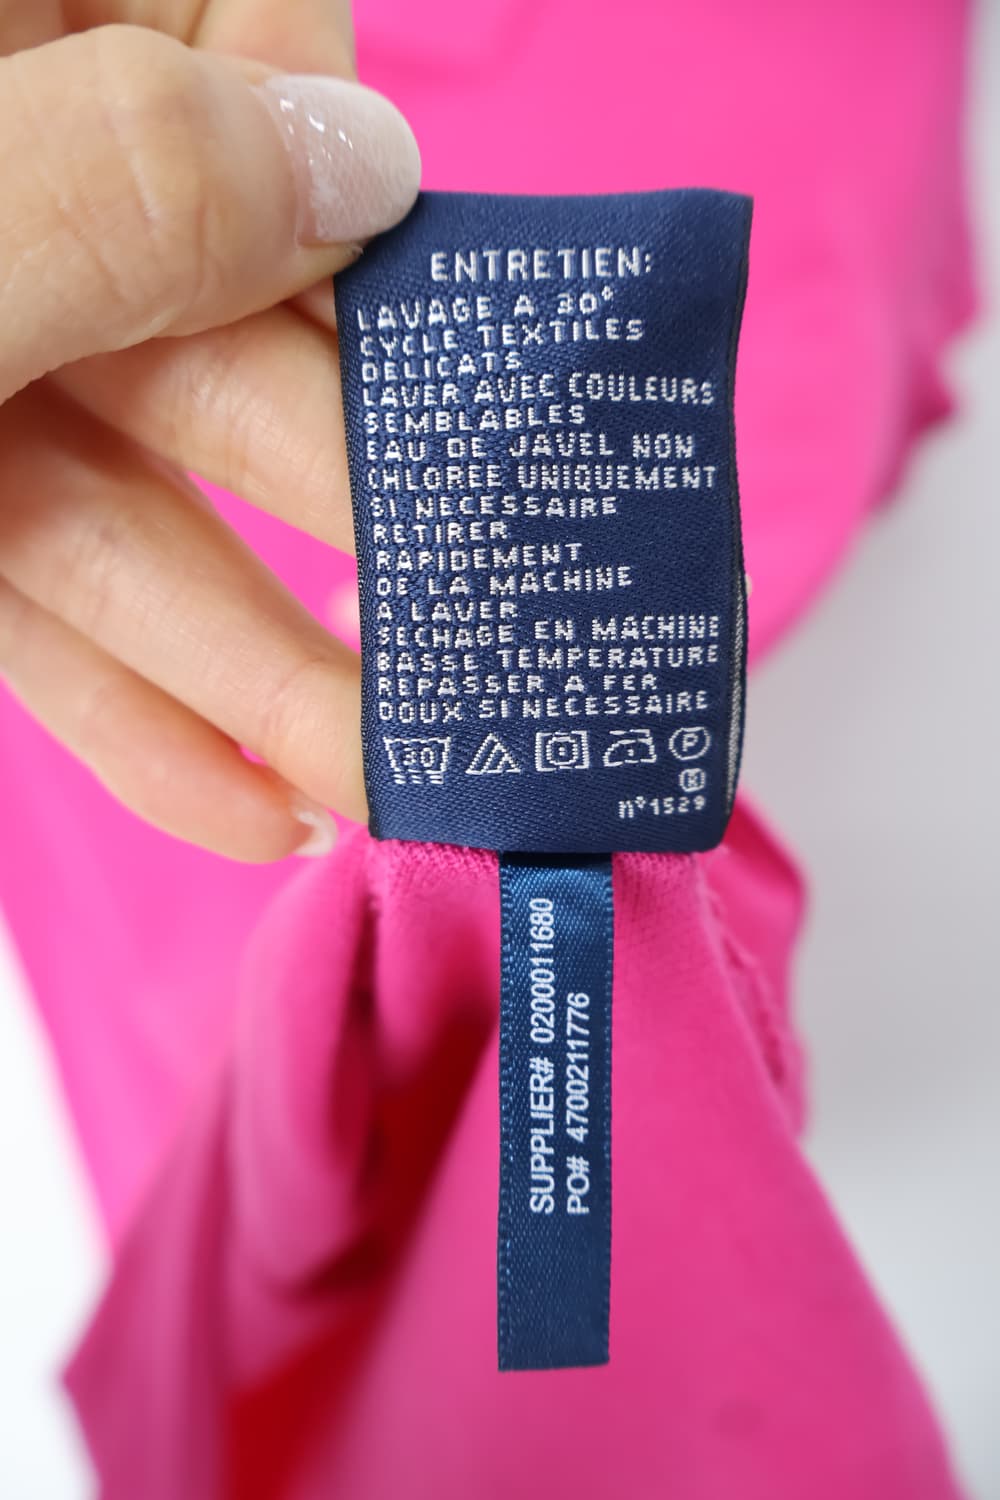 ENTRETIEN:
LAVAGE A 30°
CYCLE TEXTILES
DELICATS
LAVER AVEC COULEURS
SEMBLABLES
EAU DE JAVEL NON
CHLOREE UNIQUEMENT
SI NECESSAIRE
RETIRER
RAPIDEMENT
DE LA MACHINE
A LAVER
SECHAGE EN MACHINE
BASSE TEMPERATURE
REPASSER A FER
DOUX SI NECESSAIRE
30 P
K
n°1529
SUPPLIER# 0200011680
PO# 4700211776